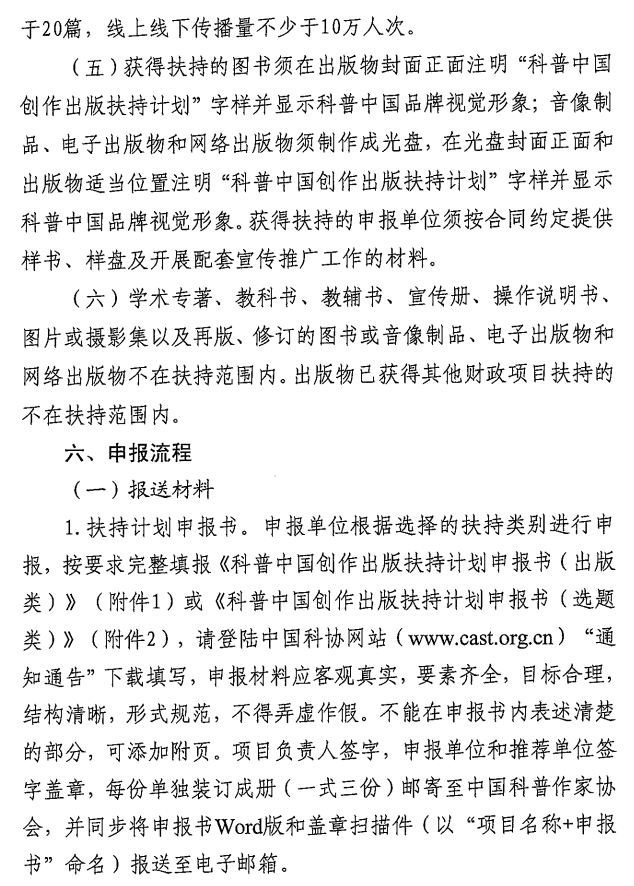 于20篇，线上线下传播量不少于10万人次。
（五）获得扶持的图书须在出版物封面正面注明“科普中国
创作出版扶持计划”字样并显示科普中国品牌视觉形象；音像制
品、电子出版物和网络出版物须制作成光盘，在光盘封面正面和
出版物适当位置注明“科普中国创作出版扶持计划”字样并显示
科普中国品牌视觉形象。获得扶持的申报单位须按合同约定提供
样书、样盘及开展配套宣传推广工作的材料。
（六）学术专著、教科书、教辅书、宣传册、操作说明书、
图片或摄影集以及再版、修订的图书或音像制品、电子出版物和
网络出版物不在扶持范围内。出版物已获得其他财政项目扶持的
不在扶持范围内。
六、申报流程
（一）报送材料
1.扶持计划申报书。申报单位根据选择的扶持类别进行申
报，按要求完整填报《科普中国创作出版扶持计划申报书（出版
类）》（附件1）或《科普中国创作出版扶持计划申报书（选题
类）》（附件2），请登陆中国科协网站（www.cast.org.cn）“通
知通告”下载填写，申报材料应客观真实，要素齐全，目标合理，
结构清晰，形式规范，不得弄虚作假。不能在申报书内表述清楚
的部分，可添加附页。项目负责人签字，申报单位和推荐单位签
字盖章，每份单独装订成册（一式三份）邮寄至中国科普作家协
会，并同步将申报书Word版和盖章扫描件（以“项目名称+申报
书”命名）报送至电子邮箱。